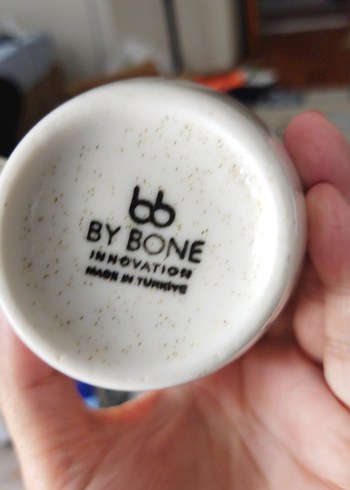 bb
BY BONE
INNOVATION
MADE IN TÜRKİYE